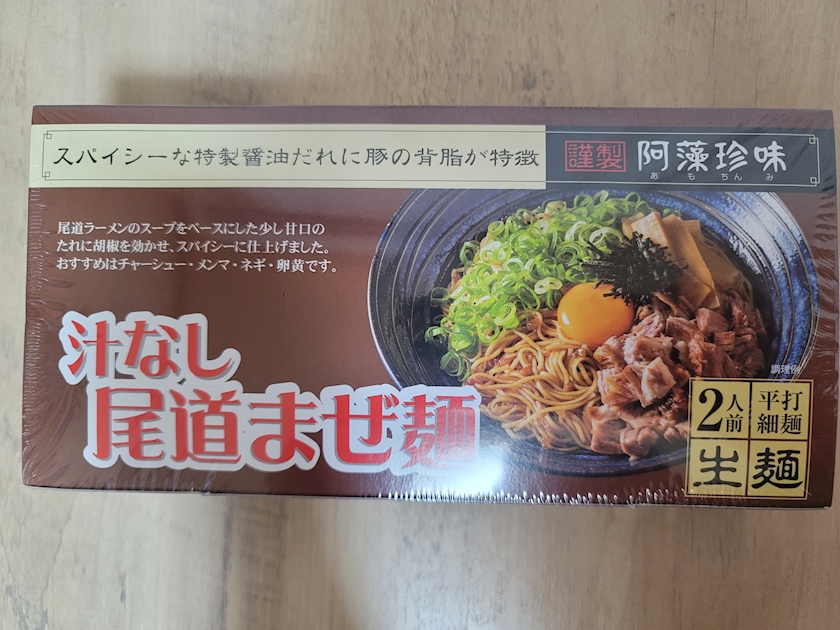 スパイシーな特製醤油だれに豚の背脂が特徴
謹製 阿藻珍味
あもちんみ
尾道ラーメンのスープをベースにした少し甘口の
たれに胡椒を効かせ、スパイシーに仕上げました。
おすすめはチャーシュー・メンマ・ネギ・卵黄です。
汁なし
尾道まぜ麺
調理例
2人前
平打細麺
生麺